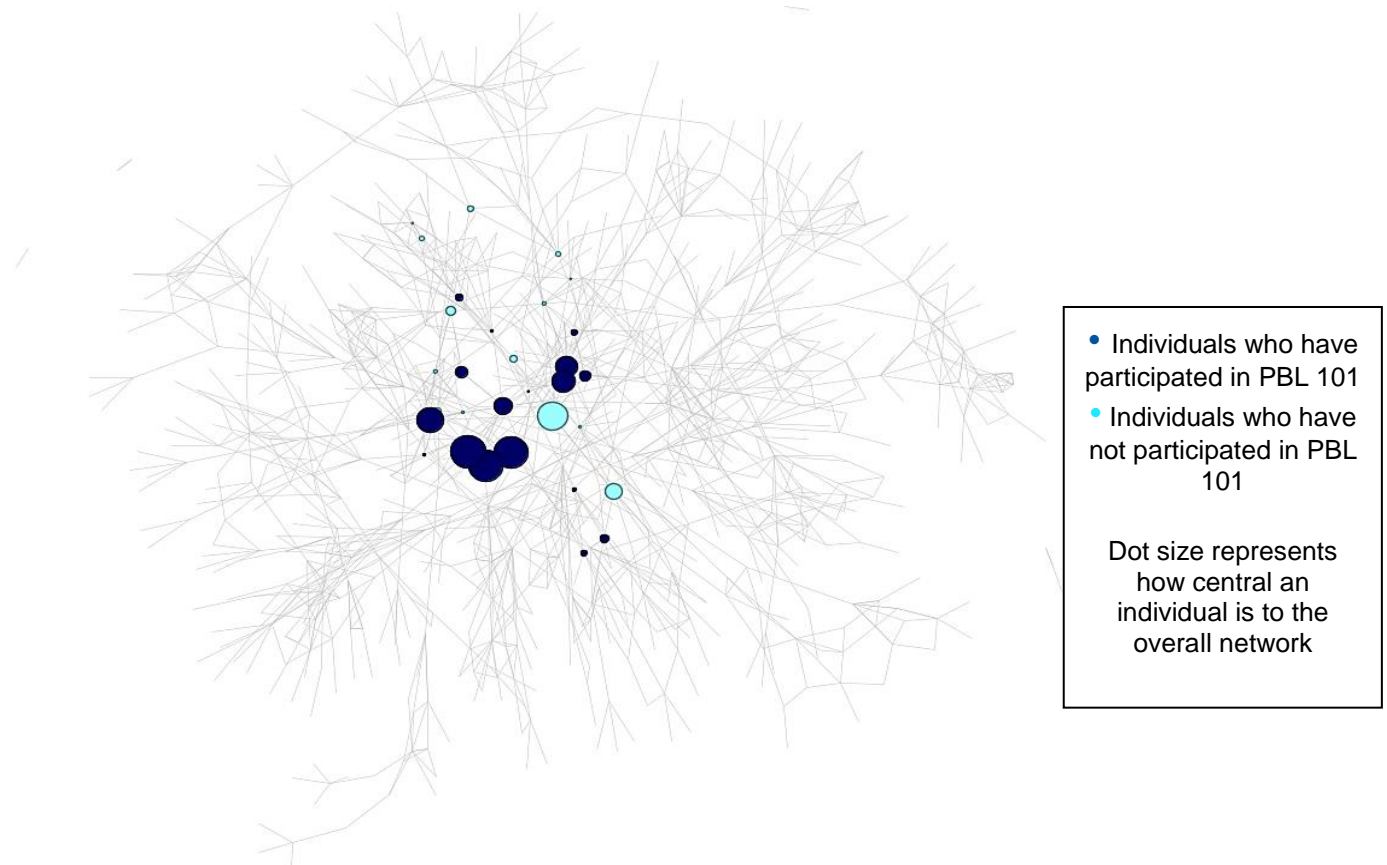 • Individuals who have
participated in PBL 101
• Individuals who have
not participated in PBL
101
Dot size represents
how central an
individual is to the
overall network